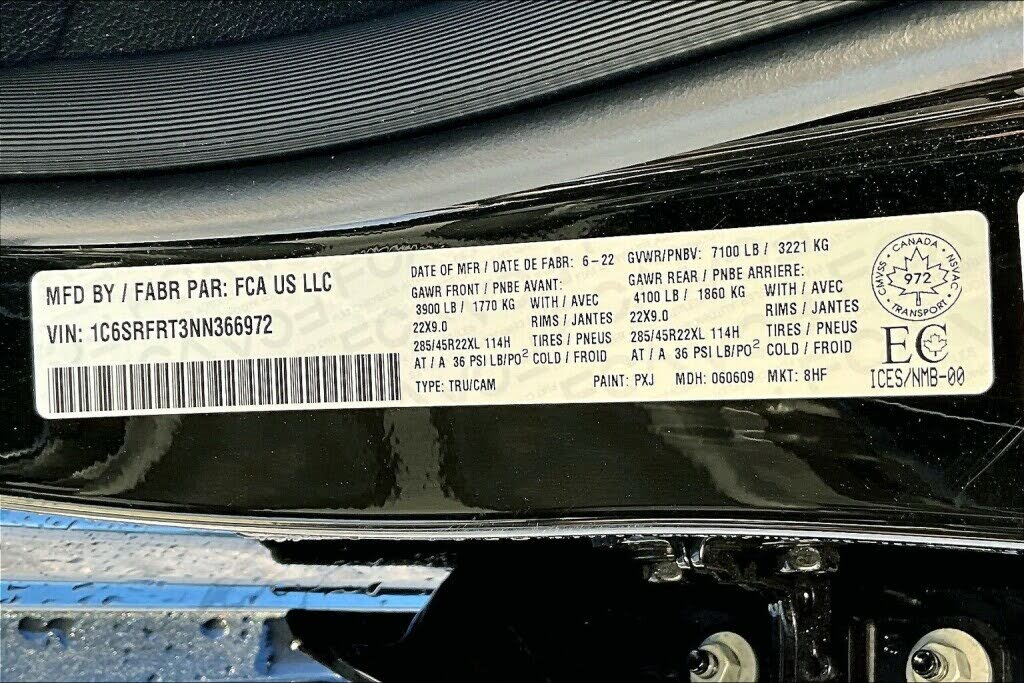 MFD BY / FABR PAR: FCA US LLC
VIN: 1C6SRFRT3NN366972
DATE OF MFR / DATE DE FABR: 6-22 GVWR/PNBV: 7100 LB / 3221 KG
GAWR FRONT / PNBE AVANT:
3900 LB / 1770 KG WITH / AVEC
22X9.0 RIMS / JANTES
285/45R22XL 114H TIRES / PNEUS
AT / A 36 PSI LB/PO² COLD / FROID
GAWR REAR / PNBE ARRIERE:
4100 LB / 1860 KG WITH / AVEC
22X9.0 RIMS / JANTES
285/45R22XL 114H TIRES / PNEUS
AT / A 36 PSI LB/PO² COLD / FROID
TYPE: TRU/CAM PAINT: PXJ MDH: 060609 MKT: 8HF
CANADA
CMVSS 972 NSVAC
TRANSPORT
EC
ICES/NMB-00